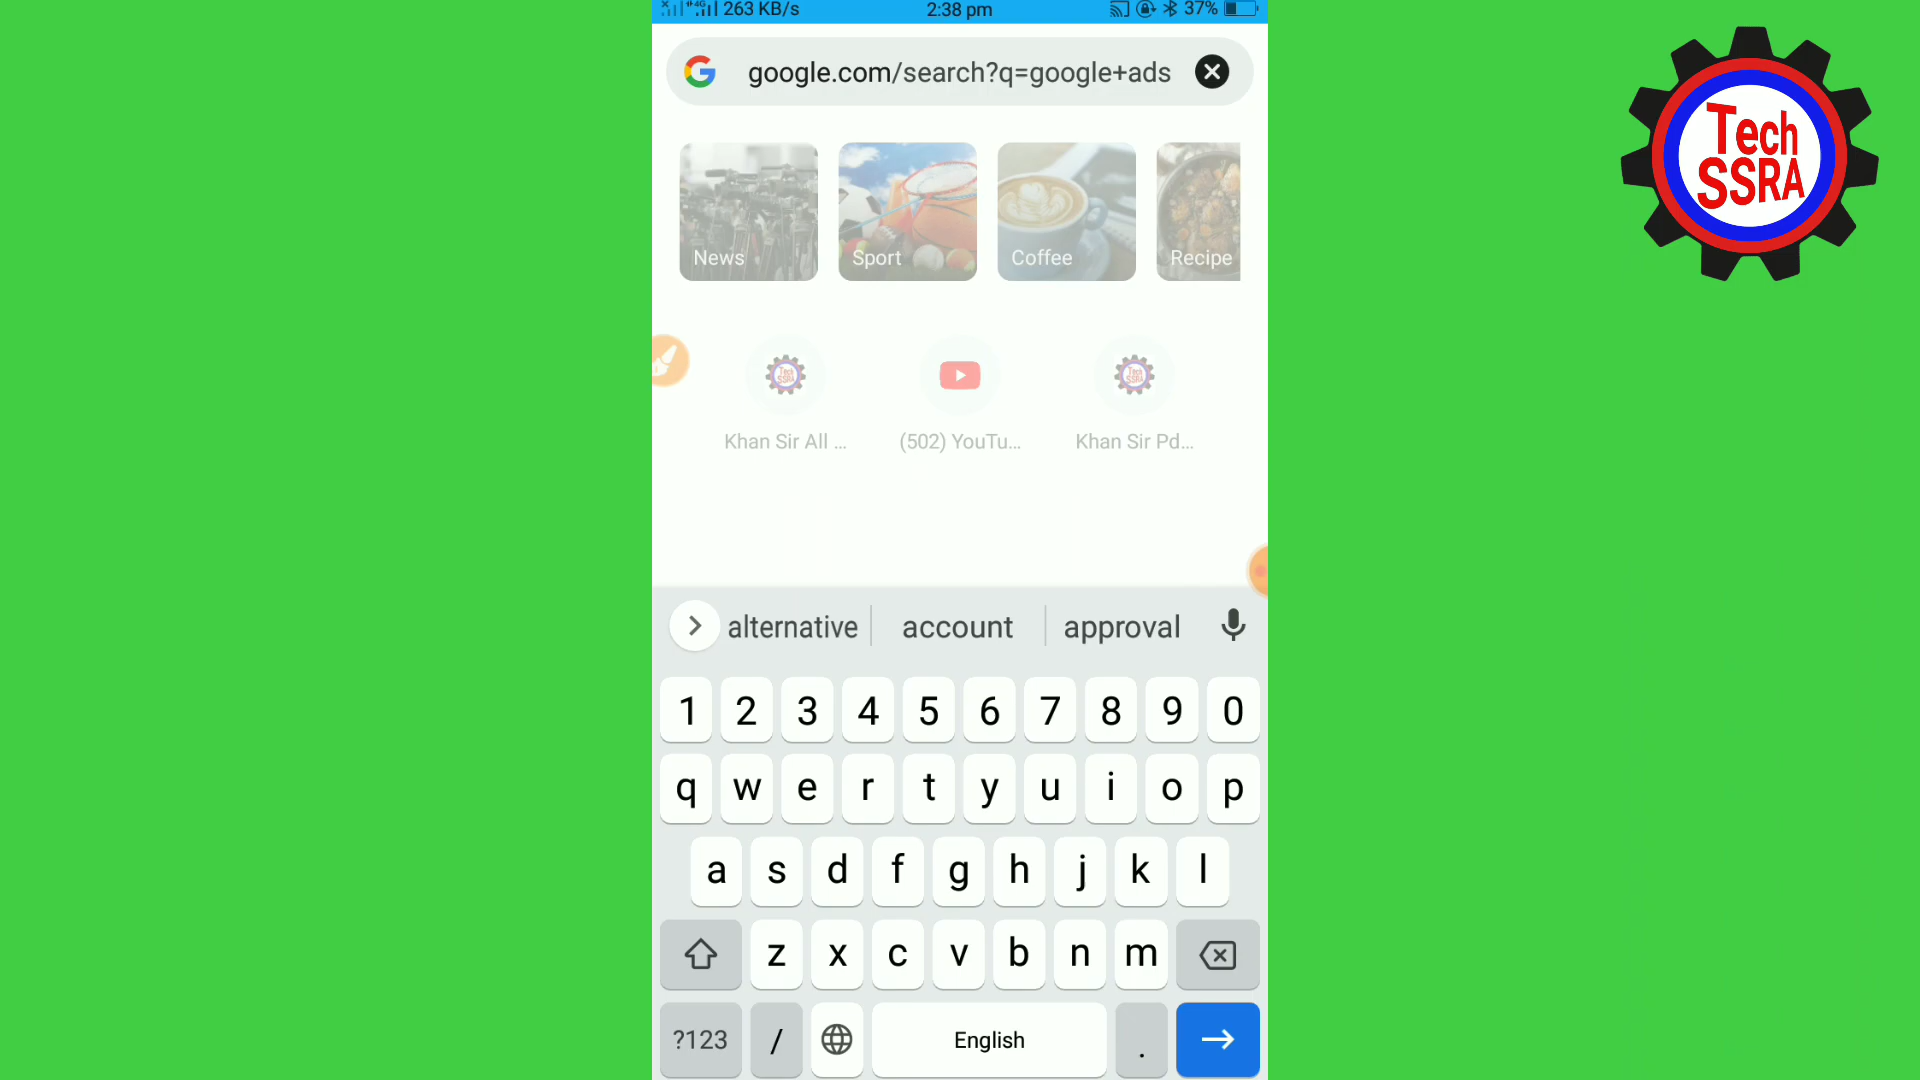 263 KB/s 2:38 pm 37%
google.com/search?q=google+ads
Tech
SSRA
News Sport Coffee Recipe
Khan Sir All ... (502) YouTu... Khan Sir Pd...
alternative account approval
1 2 3 4 5 6 7 8 9 0
q w e r t y u i o p
a s d f g h j k l
z x c v b n m
?123 / English .